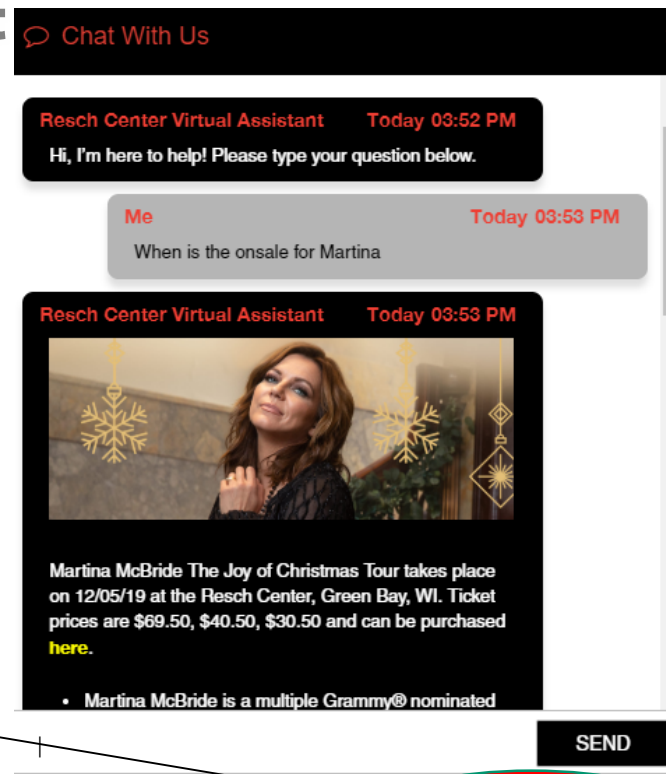 Chat With Us
Resch Center Virtual Assistant Today 03:52 PM
Hi, I'm here to help! Please type your question below.
Me Today 03:53 PM
When is the onsale for Martina
Resch Center Virtual Assistant Today 03:53 PM
Martina McBride The Joy of Christmas Tour takes place
on 12/05/19 at the Resch Center, Green Bay, WI. Ticket
prices are $69.50, $40.50, $30.50 and can be purchased
here.
• Martina McBride is a multiple Grammy® nominated
SEND